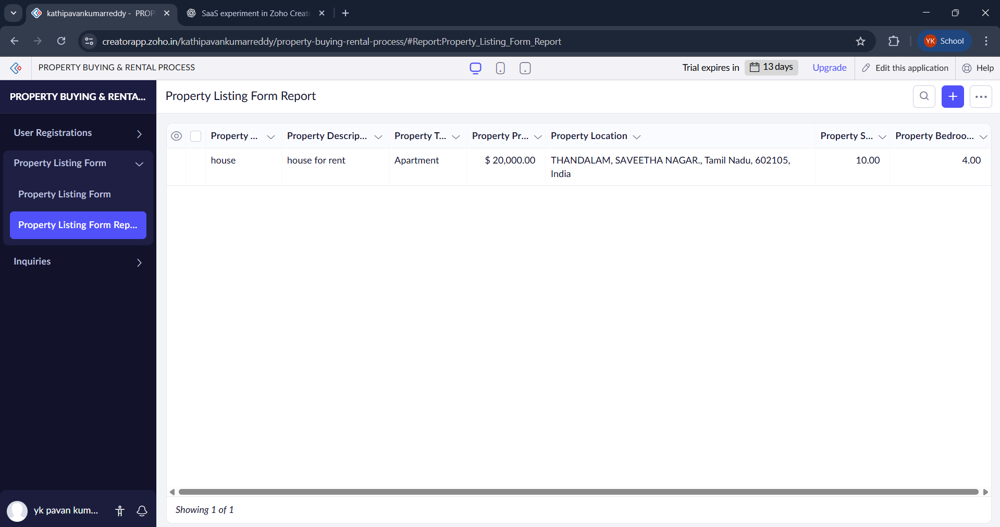 kathipavankumarreddy - PROP
SaaS experiment in Zoho Creato
creatorapp.zoho.in/kathipavankumarreddy/property-buying-rental-process/#Report:Property_Listing_Form_Report
YK School
PROPERTY BUYING & RENTAL PROCESS
Trial expires in 13 days
Upgrade
Edit this application
Help
PROPERTY BUYING & RENTA...
Property Listing Form Report
User Registrations
Property Listing Form
Property Listing Form
Property Listing Form Rep...
Inquiries
Property ... Property Descrip... Property T... Property Pr... Property Location Property S... Property Bedroo...
house house for rent Apartment $ 20,000.00 THANDALAM, SAVEETHA NAGAR., Tamil Nadu, 602105, 10.00 4.00
India
Showing 1 of 1
yk pavan kum...